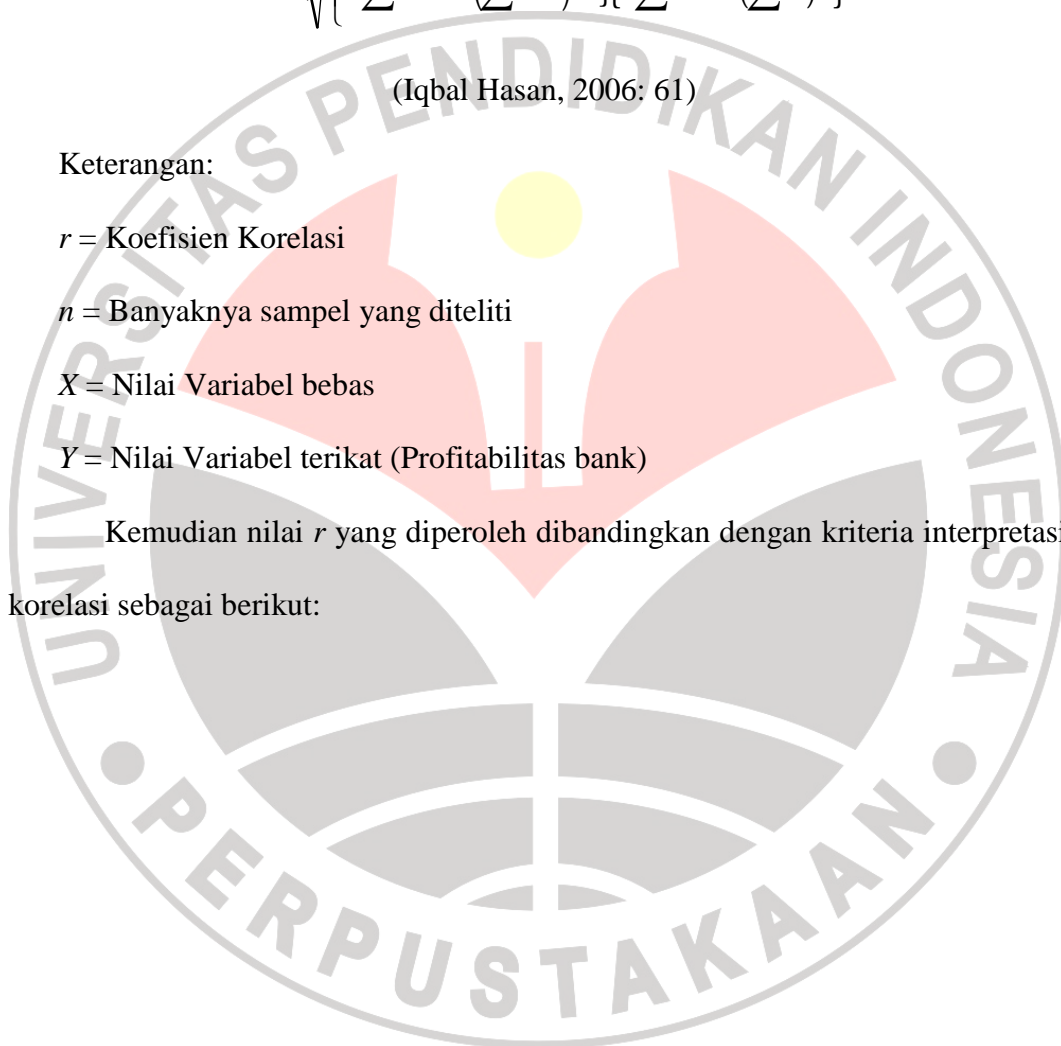 (Iqbal Hasan, 2006: 61)
Keterangan:
r = Koefisien Korelasi
n = Banyaknya sampel yang diteliti
X = Nilai Variabel bebas
Y = Nilai Variabel terikat (Profitabilitas bank)
Kemudian nilai r yang diperoleh dibandingkan dengan kriteria interpretasi
korelasi sebagai berikut:
UNIVERSITAS PENDIDIKAN INDONESIA
PERPUSTAKAAN